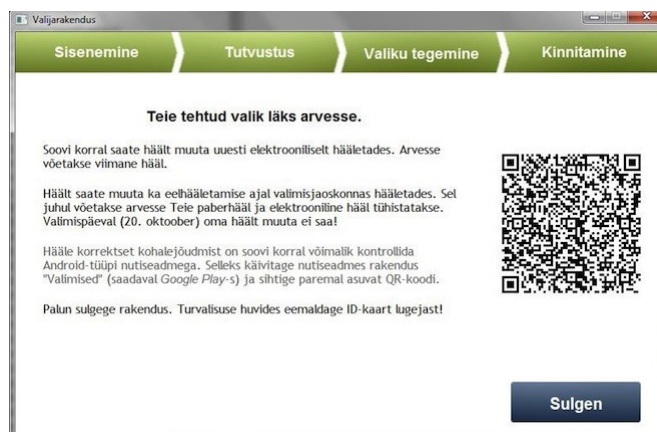 Valijarakendus
Sisenemine
Tutvustus
Valiku tegemine
Kinnitamine
Teie tehtud valik läks arvesse.
Soovi korral saate häält muuta uuesti elektrooniliselt hääletades. Arvesse
võetakse viimane hääl.
Häält saate muuta ka eelhääletamise ajal valimisjaoskonnas hääletades. Sel
juhul võetakse arvesse Teie paberhääl ja elektrooniline hääl tühistatakse.
Valimispäeval (20. oktoober) oma häält muuta ei saa!
Hääle korrektset kohalejõudmist on soovi korral võimalik kontrollida
Android-tüüpi nutiseadmega. Selleks käivitage nutiseadmes rakendus
"Valimised" (saadaval Google Play-s) ja sihtige paremal asuvat QR-koodi.
Palun sulgege rakendus. Turvalisuse huvides eemaldage ID-kaart lugejast!
Sulgen